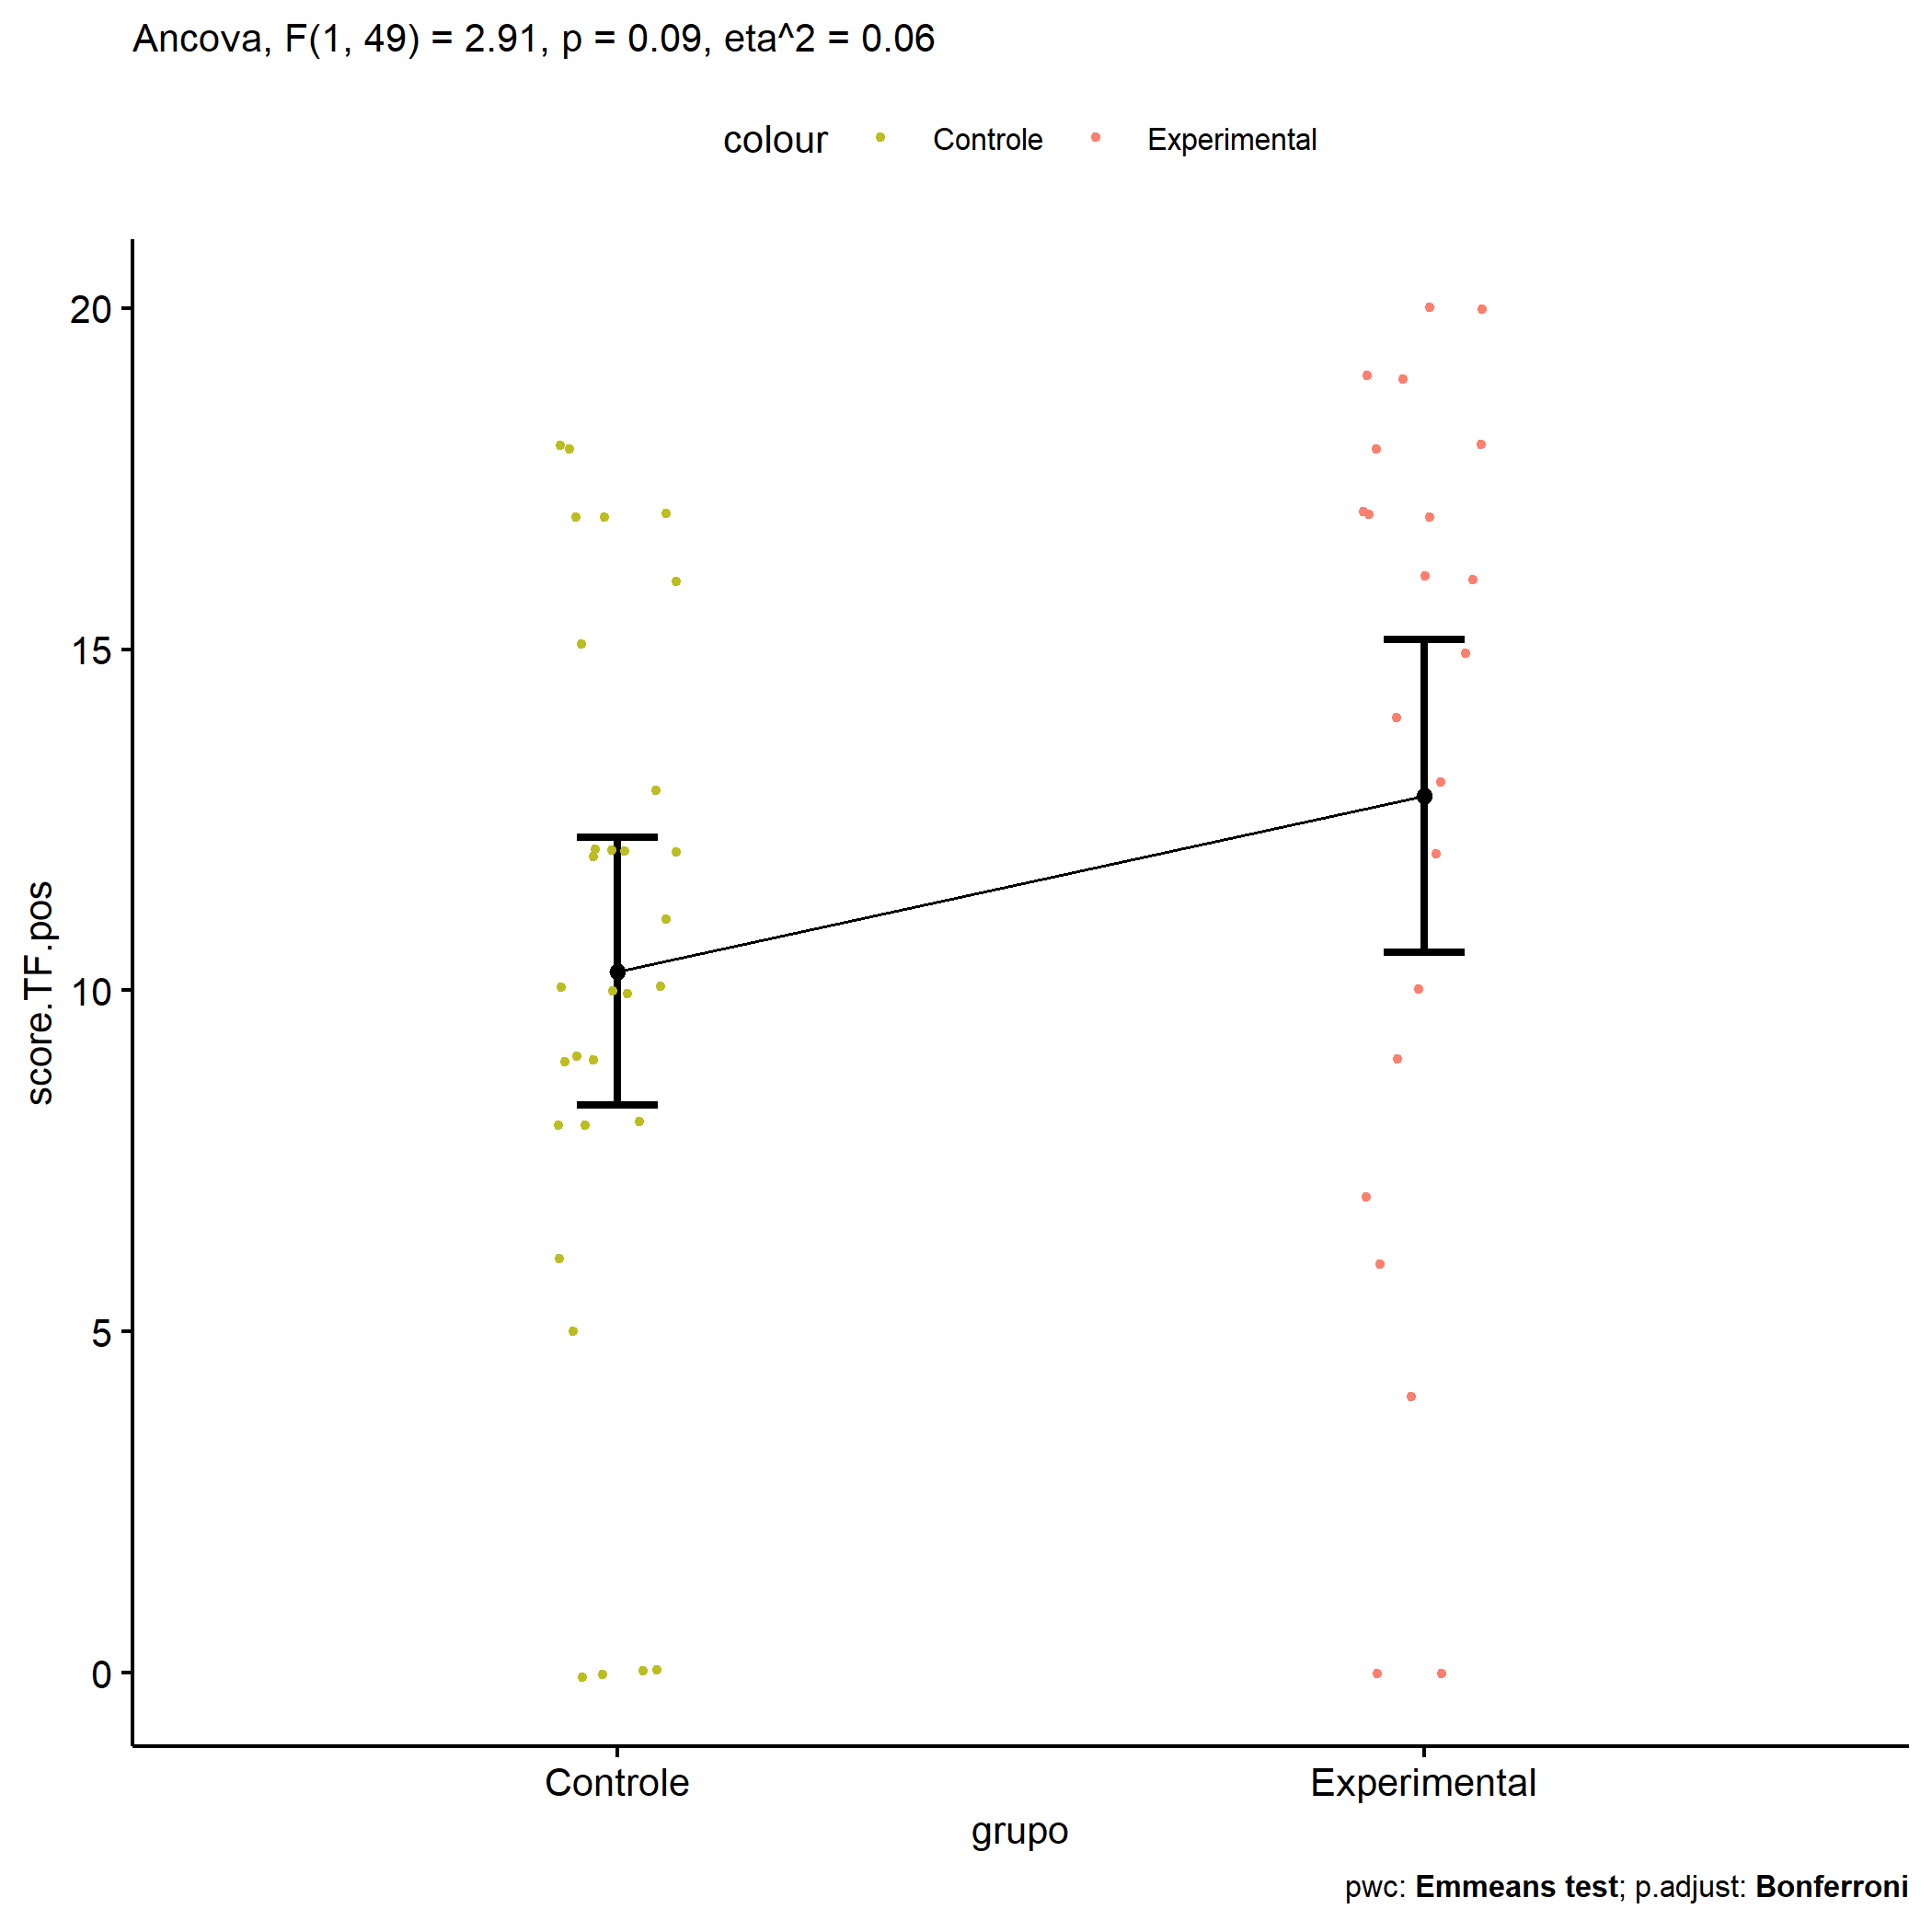 Ancova, F(1, 49) = 2.91, p = 0.09, eta^2 = 0.06
colour Controle Experimental
20
15
10
5
0
score.TF.pos
Controle Experimental
grupo
pwc: Emmeans test; p.adjust: Bonferroni